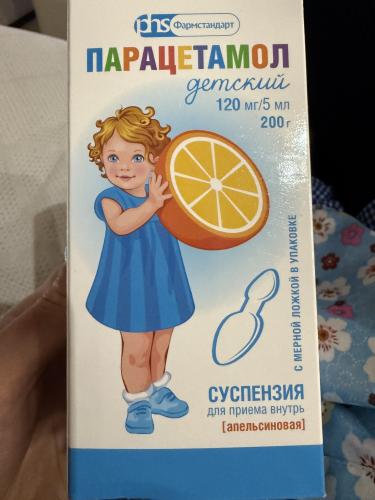 phs Фармстандарт
ПАРАЦЕТАМОЛ
детский
120 мг/5 мл
200 г
С МЕРНОЙ ЛОЖКОЙ В УПАКОВКЕ
СУСПЕНЗИЯ
для приема внутрь
[апельсиновая]